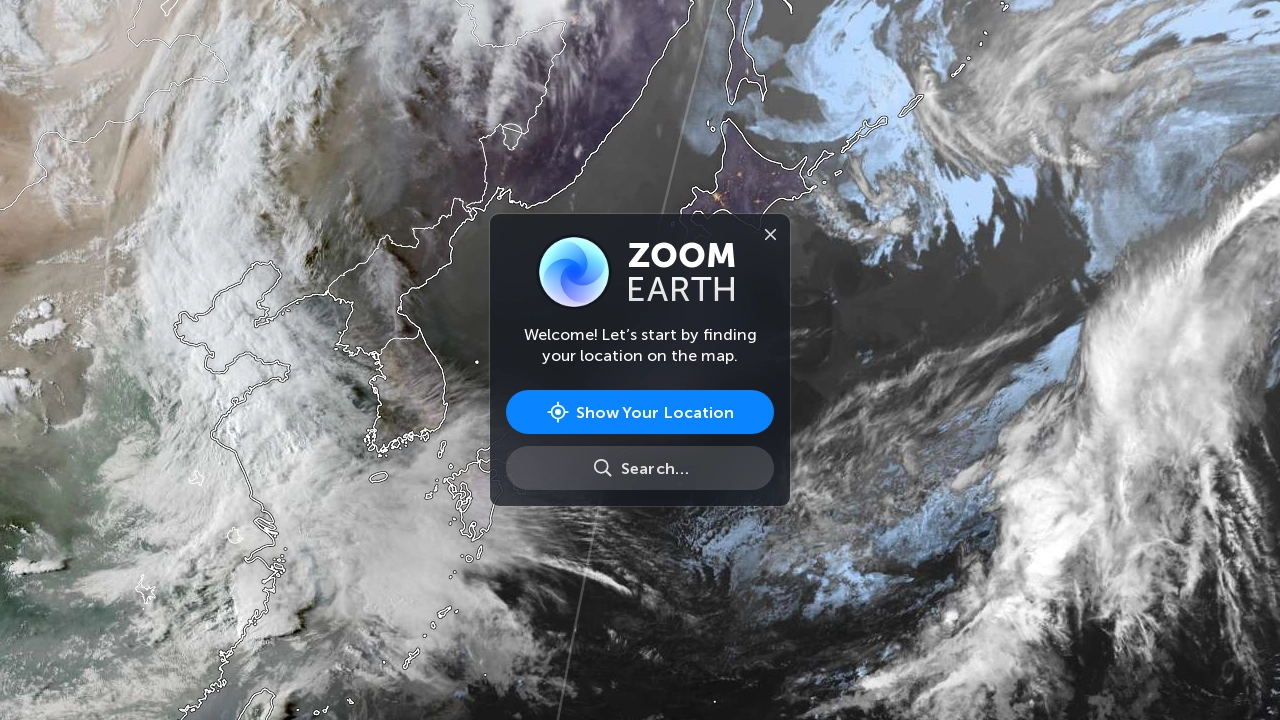 ZOOM
EARTH
Welcome! Let’s start by finding
your location on the map.
Show Your Location
Search...